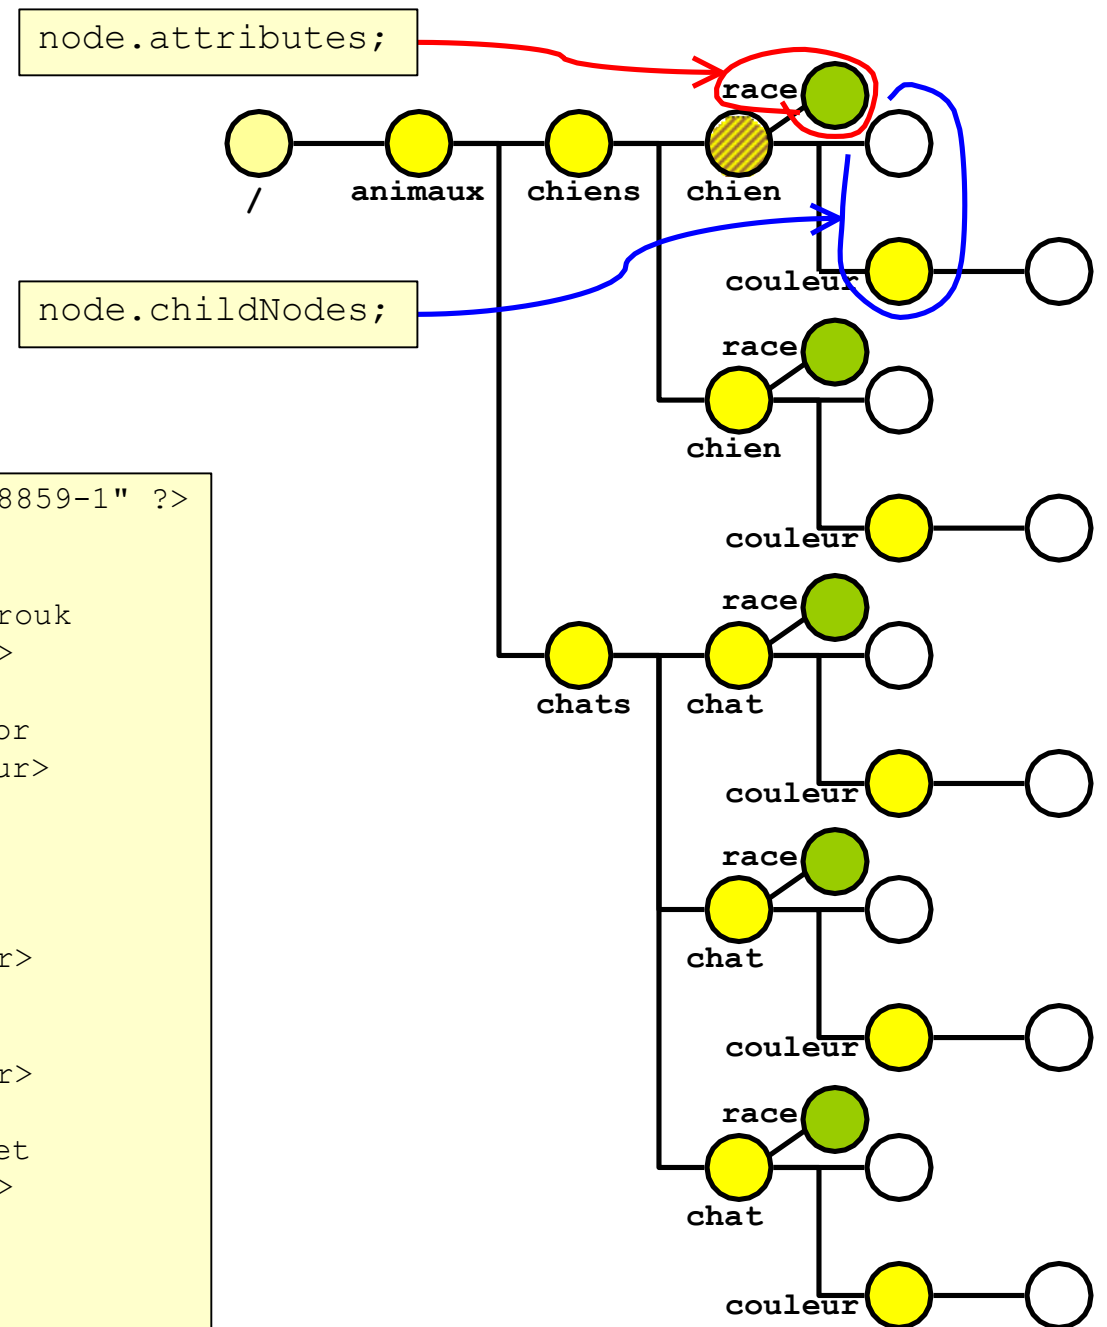 node.attributes;
race
/
animaux
chiens
chien
couleur
node.childNodes;
race
chien
8859-1" ?>
couleur
rouk
>
race
chats
chat
or
ur>
couleur
race
chat
r>
couleur
r>
race
et
>
chat
couleur